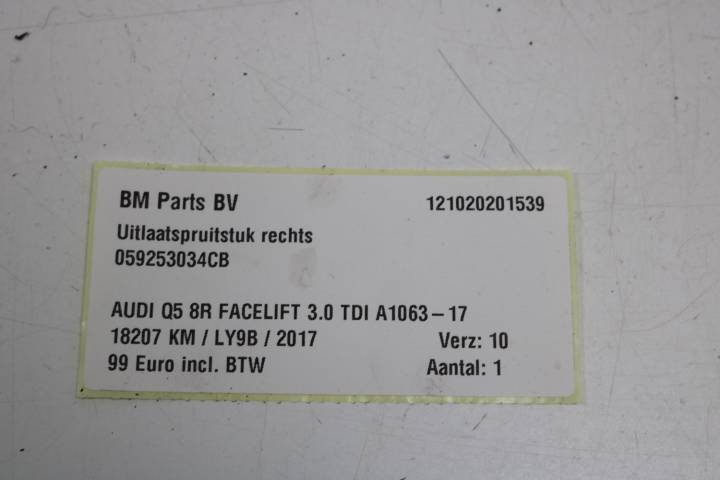 BM Parts BV 121020201539
Uitlaatspruitstuk rechts
059253034CB
AUDI Q5 8R FACELIFT 3.0 TDI A1063-17
18207 KM / LY9B / 2017 Verz: 10
99 Euro incl. BTW Aantal: 1